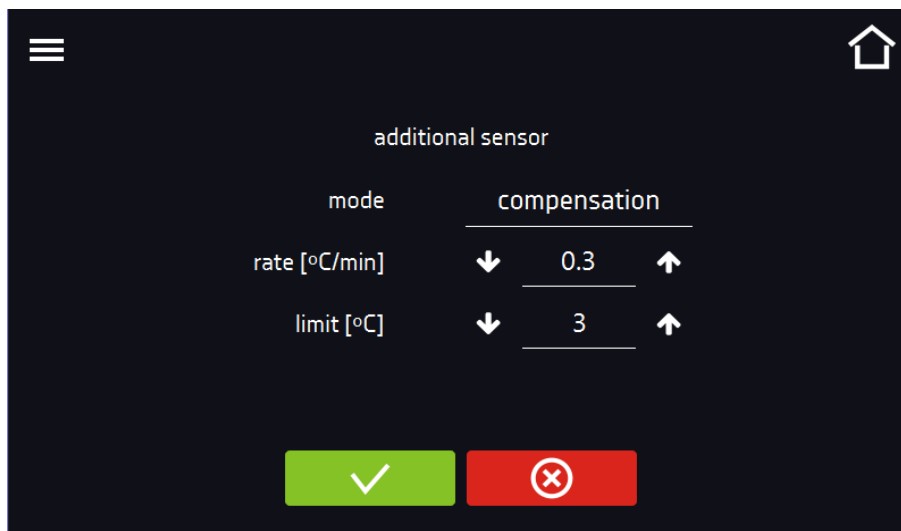 additional sensor
mode compensation
rate [ºC/min] 0.3
limit [ºC] 3